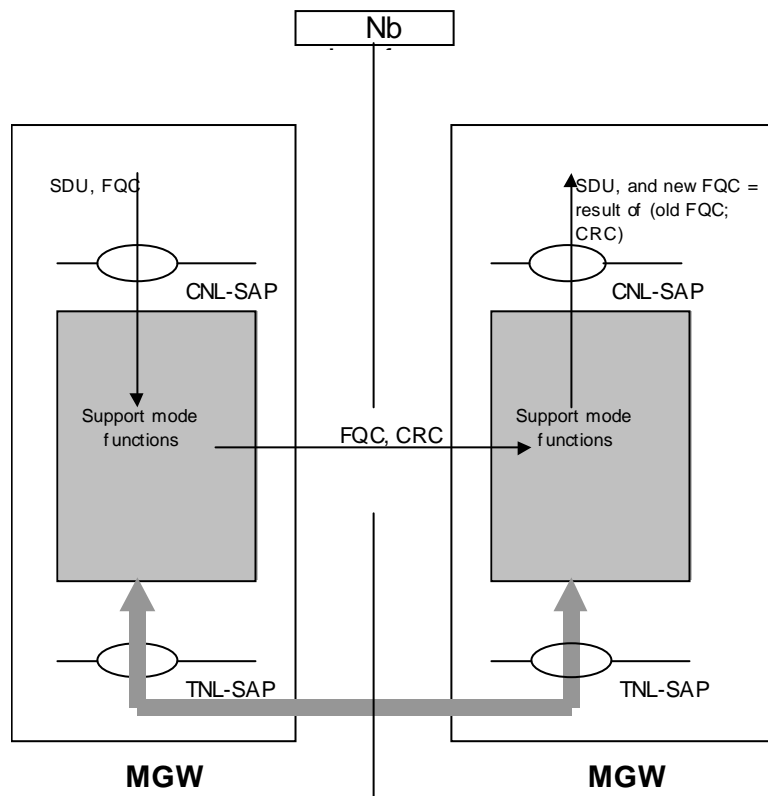 Nb
SDU, FQC
SDU, and new FQC =
result of (old FQC;
CRC)
CNL-SAP
CNL-SAP
Support mode
functions
Support mode
functions
FQC, CRC
TNL-SAP
TNL-SAP
MGW
MGW